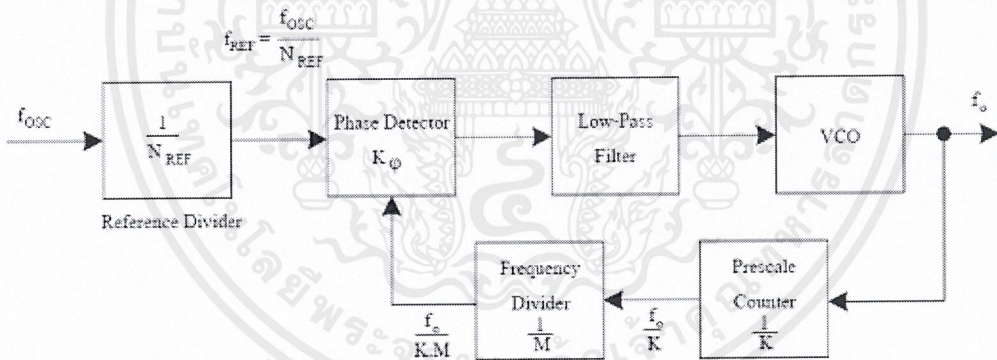 f_REF = f_OSC / N_REF
f_OSC
1 / N_REF
Reference Divider
Phase Detector
K_φ
Low-Pass
Filter
VCO
f_o
Frequency
Divider
1 / M
Prescale
Counter
1 / K
f_o / K.M
f_o / K